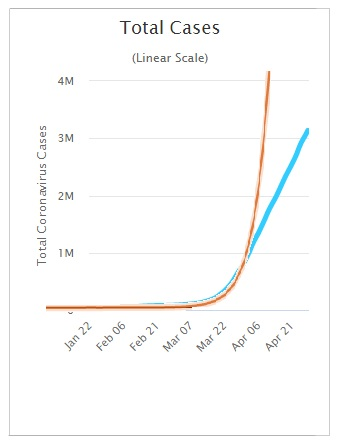 Total Cases
(Linear Scale)
Total Coronavirus Cases
4M
3M
2M
1M
Jan 22
Feb 06
Feb 21
Mar 07
Mar 22
Apr 06
Apr 21